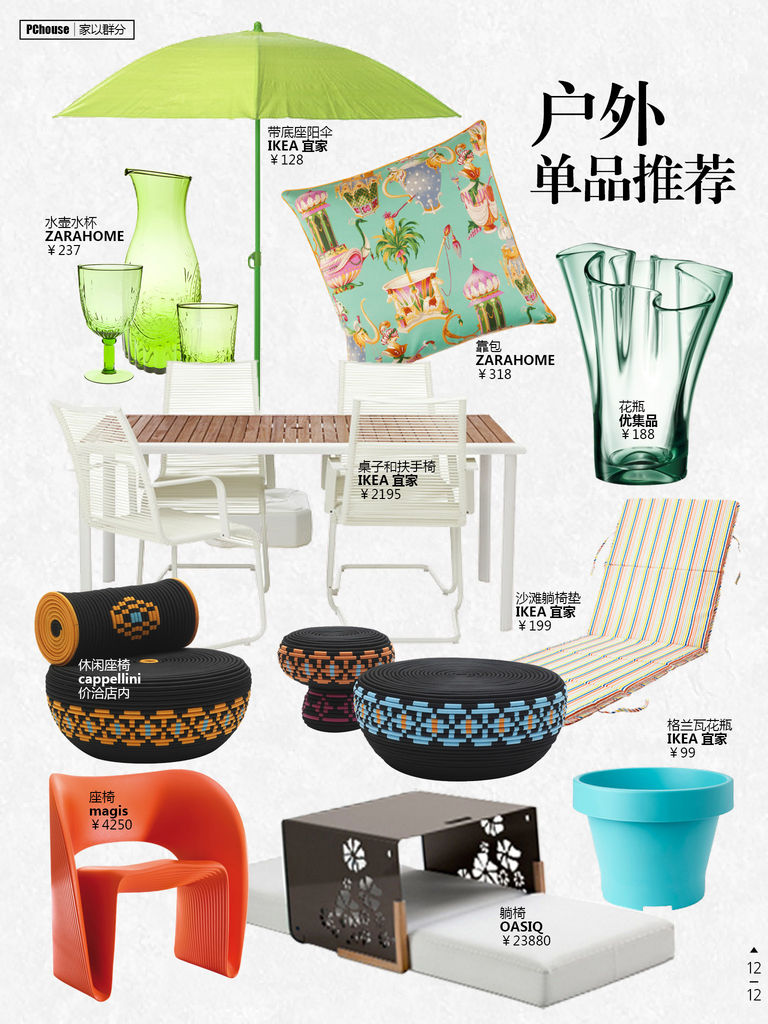 PChouse 家以群分
户外
单品推荐
带底座阳伞
IKEA 宜家
￥128
水壶水杯
ZARAHOME
￥237
靠包
ZARAHOME
￥318
花瓶
优集品
￥188
桌子和扶手椅
IKEA 宜家
￥2195
沙滩躺椅垫
IKEA 宜家
￥199
休闲座椅
cappellini
价洽店内
格兰瓦花瓶
IKEA 宜家
￥99
座椅
magis
￥4250
躺椅
OASIQ
￥23880
12
12